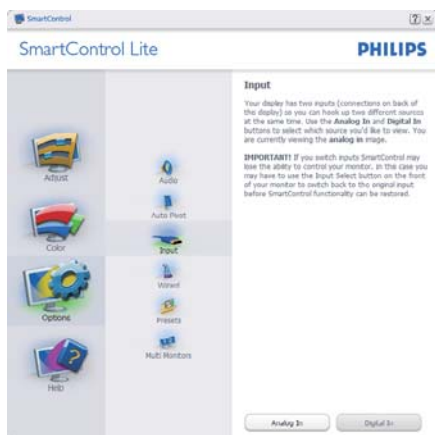 SmartControl
SmartControl Lite
PHILIPS
Adjust
Color
Options
Help
Audio
Auto Pivot
Input
Wizard
Presets
Multi Monitors
Input
Your display has two inputs (connections on back of
the display) so you can hook up two different sources
at the same time. Use the Analog In and Digital In
buttons to select which source you'd like to view. You
are currently viewing the analog in image.
IMPORTANT! If you switch inputs SmartControl may
lose the ability to control your monitor. In this case you
may have to use the Input Select button on the front
of your monitor to switch back to the original input
before SmartControl functionality can be restored.
Analog In
Digital In